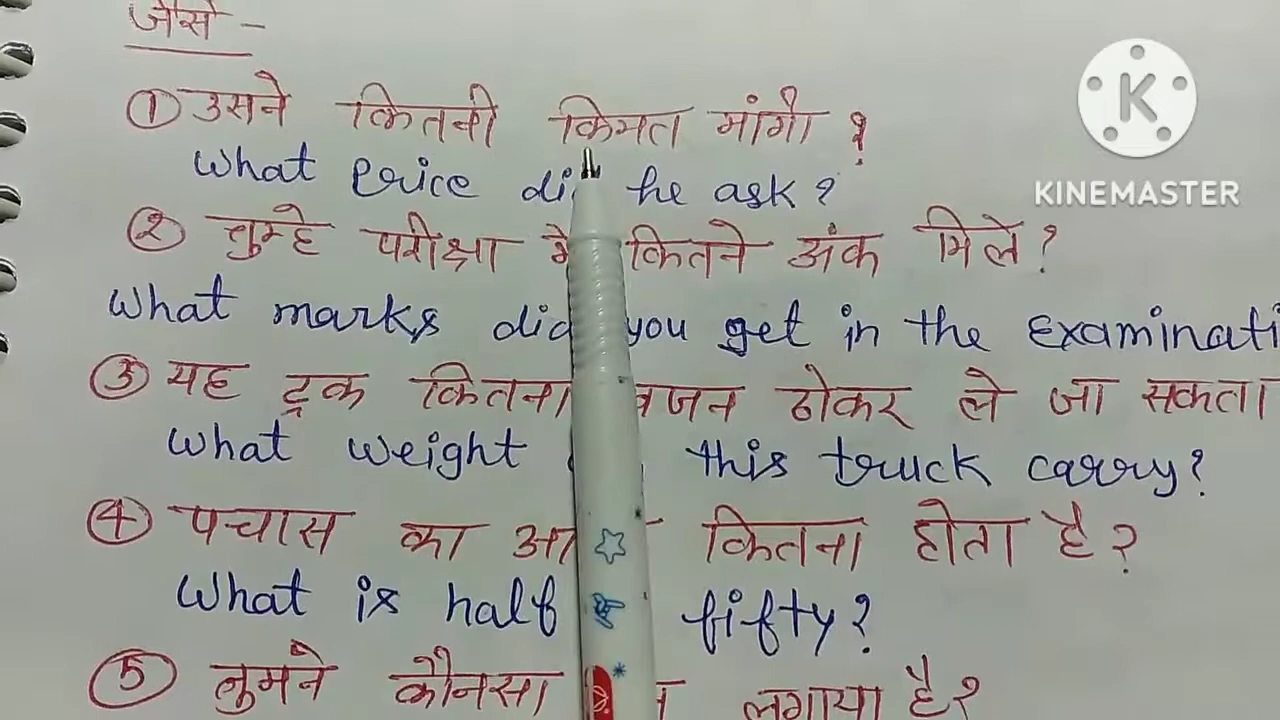 जैसे -
① उसने कितनी किमत मांगी ?
What Price did he ask ?
② तुम्हे परीक्षा में कितने अंक मिले ?
What marks did you get in the Examinati
③ यह ट्रक कितना वजन ढोकर ले जा सकता
What weight this truck carry?
④ पचास का कितना होता है ?
What is half fifty?
⑤ तुमने कौनसा लगाया है ?
K
KINEMASTER